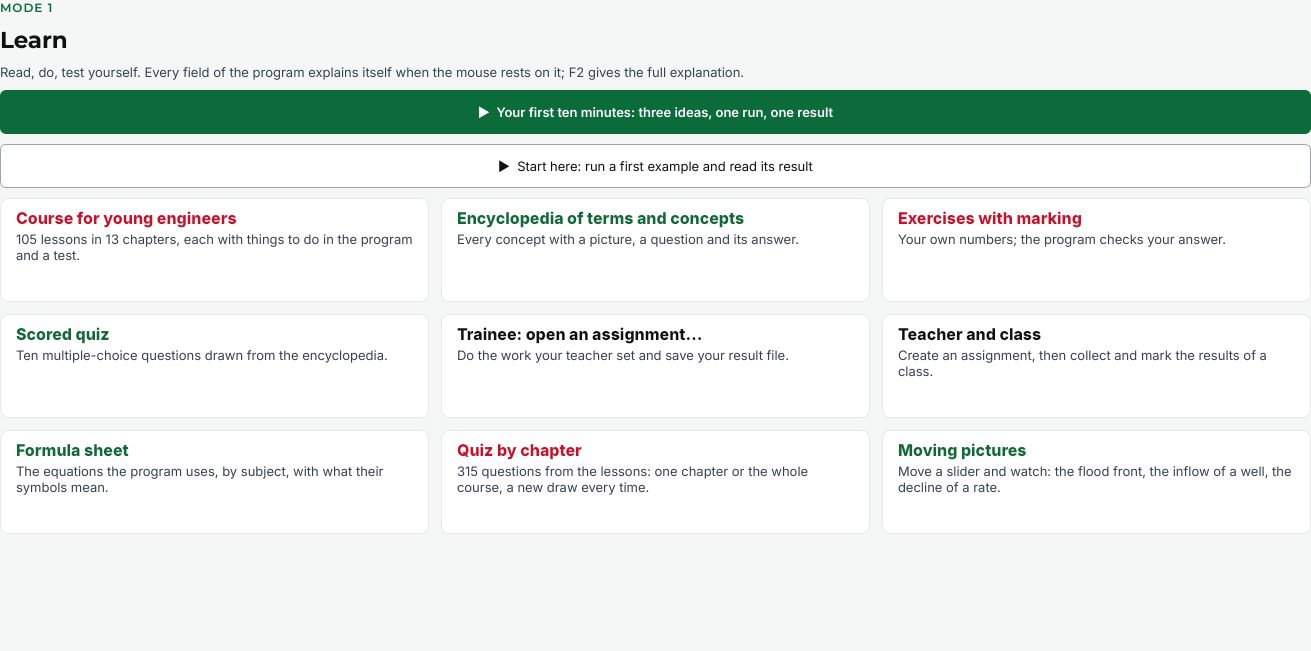 MODE 1
Learn
Read, do, test yourself. Every field of the program explains itself when the mouse rests on it; F2 gives the full explanation.
▶ Your first ten minutes: three ideas, one run, one result
▶ Start here: run a first example and read its result
Course for young engineers
105 lessons in 13 chapters, each with things to do in the program
and a test.
Encyclopedia of terms and concepts
Every concept with a picture, a question and its answer.
Exercises with marking
Your own numbers; the program checks your answer.
Scored quiz
Ten multiple-choice questions drawn from the encyclopedia.
Trainee: open an assignment...
Do the work your teacher set and save your result file.
Teacher and class
Create an assignment, then collect and mark the results of a
class.
Formula sheet
The equations the program uses, by subject, with what their
symbols mean.
Quiz by chapter
315 questions from the lessons: one chapter or the whole
course, a new draw every time.
Moving pictures
Move a slider and watch: the flood front, the inflow of a well, the
decline of a rate.